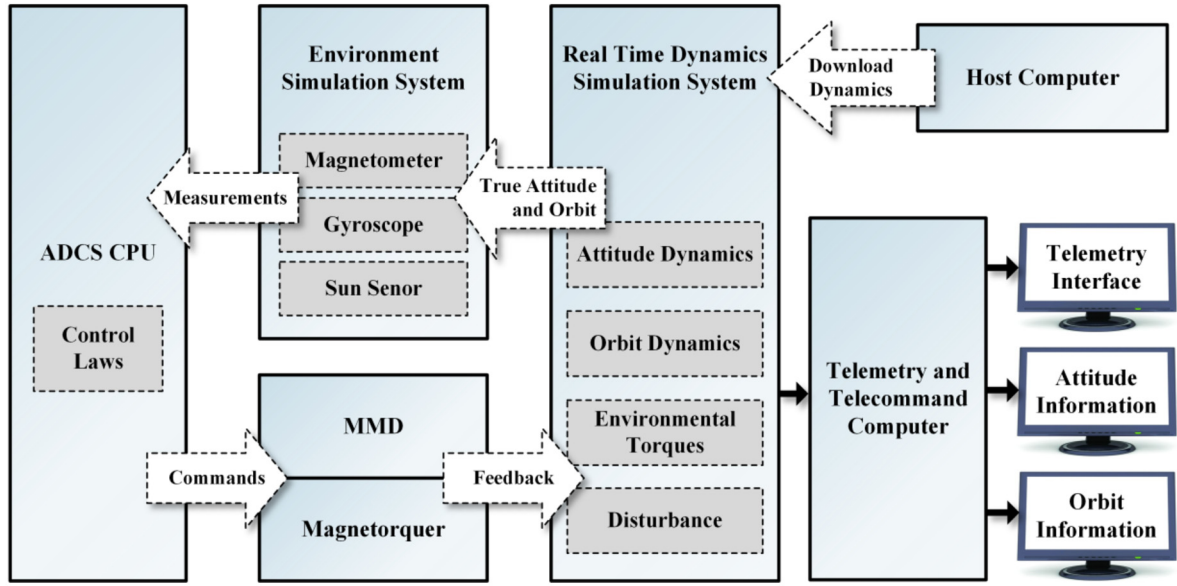 ADCS CPU
Control
Laws
Environment
Simulation System
Magnetometer
Gyroscope
Sun Senor
Measurements
True Attitude
and Orbit
MMD
Magnetorquer
Commands
Feedback
Real Time Dynamics
Simulation System
Attitude Dynamics
Orbit Dynamics
Environmental
Torques
Disturbance
Download
Dynamics
Host Computer
Telemetry and
Telecommand
Computer
Telemetry
Interface
Attitude
Information
Orbit
Information